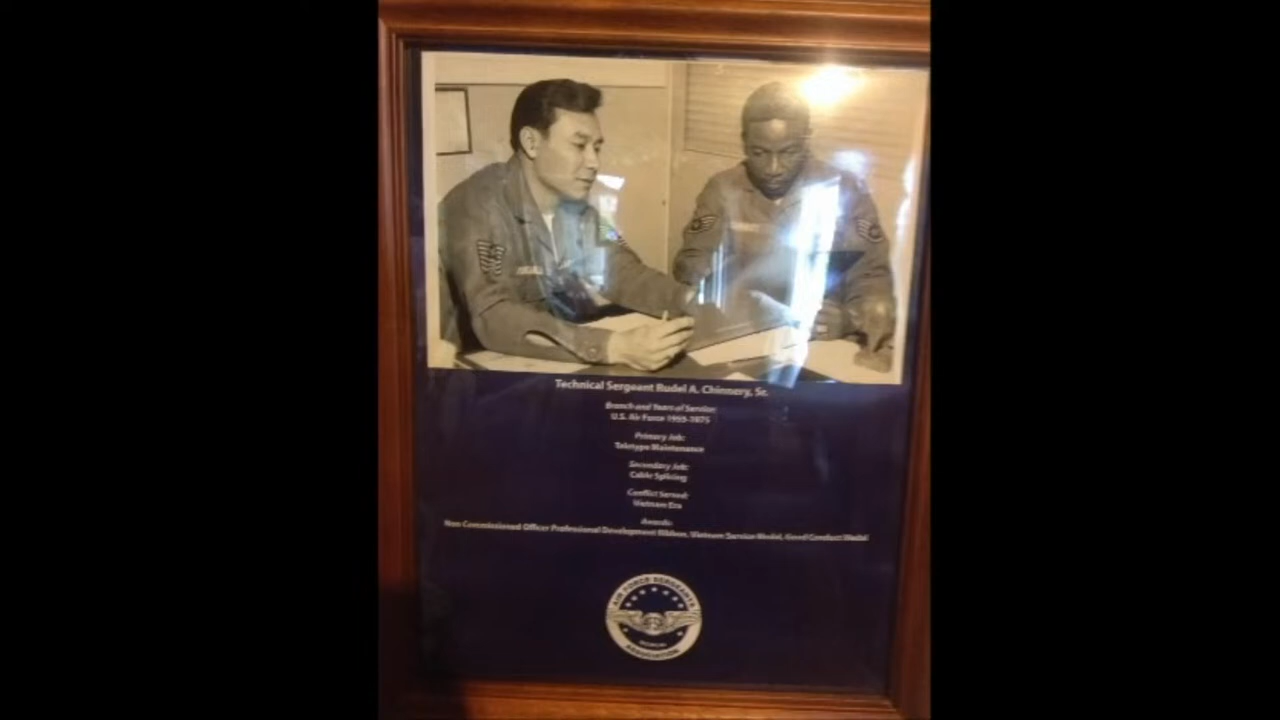 Technical Sergeant Rudel A. Chinnery, Sr.
Branch and Years of Service:
U.S. Air Force 1955-1975
Primary Job:
Teletype Maintenance
Secondary Job:
Cable Splicing
Conflict Served:
Vietnam Era
Awards:
Non Commissioned Officer Professional Development Ribbon, Vietnam Service Medal, Good Conduct Medal
AIR FORCE SERGEANTS
ASSOCIATION